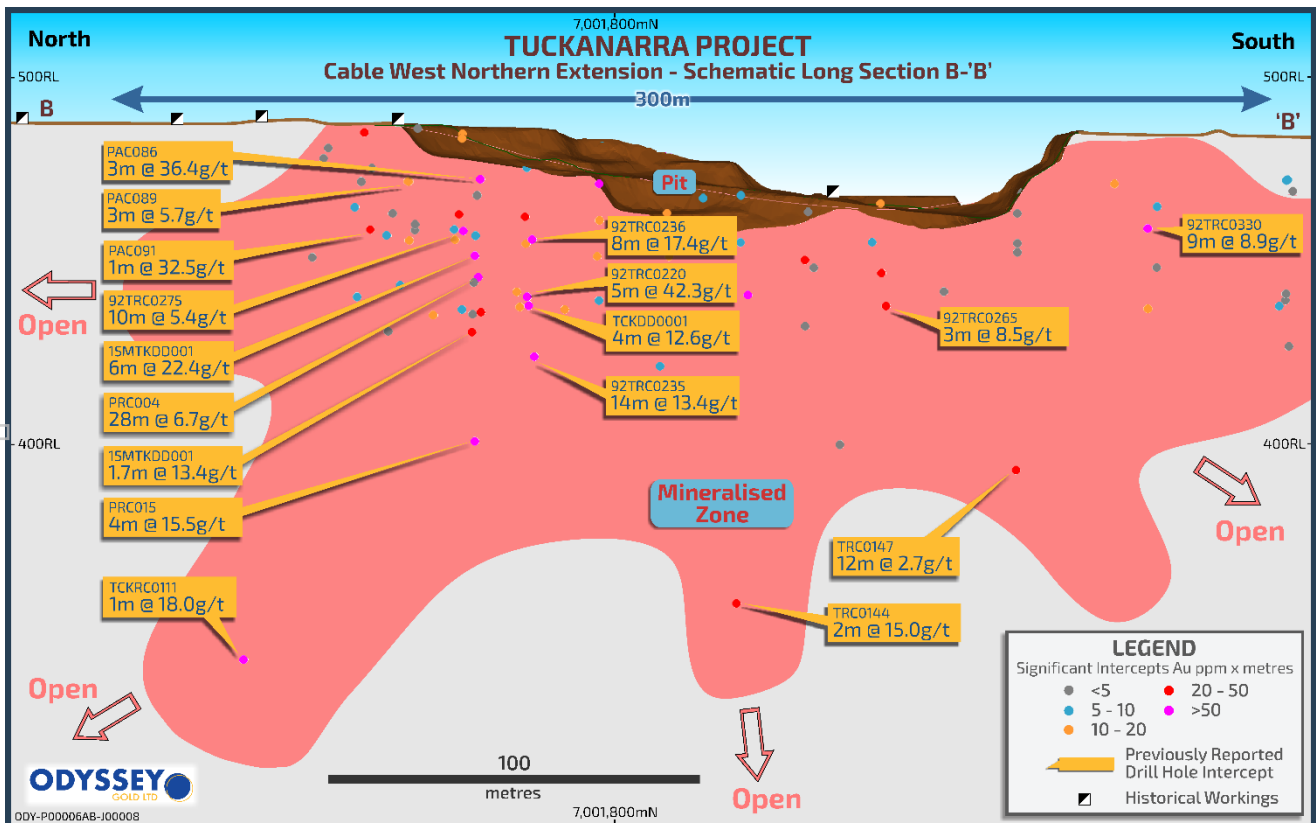 7,001,800mN
North
TUCKANARRA PROJECT
South
Cable West Northern Extension - Schematic Long Section B-'B'
500RL
500RL
B
300m
'B'
PAC086
3m @ 36.4g/t
PAC089
3m @ 5.7g/t
PAC091
1m @ 32.5g/t
92TRC0275
10m @ 5.4g/t
15MTKDD001
6m @ 22.4g/t
PRC004
28m @ 6.7g/t
15MTKDD001
1.7m @ 13.4g/t
PRC015
4m @ 15.5g/t
TCKRC0111
1m @ 18.0g/t
Pit
92TRC0236
8m @ 17.4g/t
92TRC0220
5m @ 42.3g/t
TCKDD0001
4m @ 12.6g/t
92TRC0235
14m @ 13.4g/t
92TRC0330
9m @ 8.9g/t
92TRC0265
3m @ 8.5g/t
Open
400RL
400RL
Mineralised
Zone
Open
TRC0147
12m @ 2.7g/t
TRC0144
2m @ 15.0g/t
Open
Open
LEGEND
Significant Intercepts Au ppm x metres
<5
20 - 50
5 - 10
>50
10 - 20
Previously Reported
Drill Hole Intercept
Historical Workings
100
metres
ODYSSEY
GOLD LTD
ODY-P00006AB-J00008
7,001,800mN